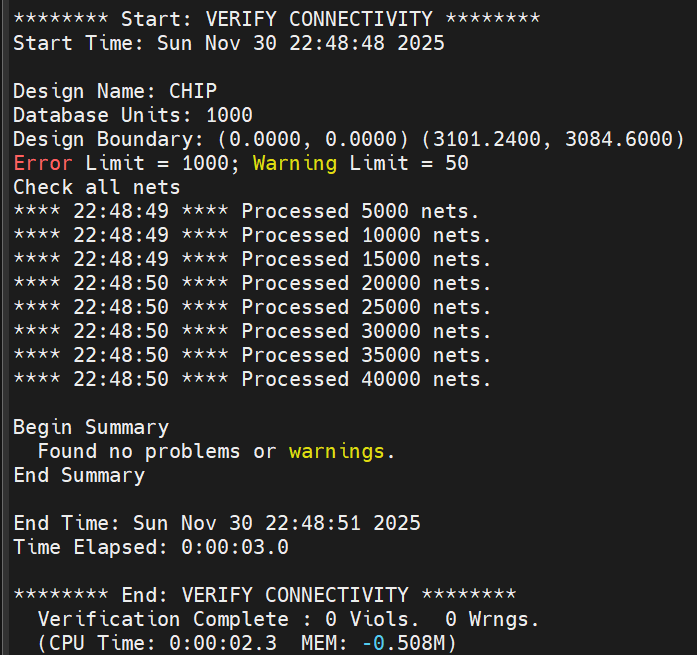 ******** Start: VERIFY CONNECTIVITY ********
Start Time: Sun Nov 30 22:48:48 2025

Design Name: CHIP
Database Units: 1000
Design Boundary: (0.0000, 0.0000) (3101.2400, 3084.6000)
Error Limit = 1000; Warning Limit = 50
Check all nets
**** 22:48:49 **** Processed 5000 nets.
**** 22:48:49 **** Processed 10000 nets.
**** 22:48:49 **** Processed 15000 nets.
**** 22:48:50 **** Processed 20000 nets.
**** 22:48:50 **** Processed 25000 nets.
**** 22:48:50 **** Processed 30000 nets.
**** 22:48:50 **** Processed 35000 nets.
**** 22:48:50 **** Processed 40000 nets.

Begin Summary
  Found no problems or warnings.
End Summary

End Time: Sun Nov 30 22:48:51 2025
Time Elapsed: 0:00:03.0

******** End: VERIFY CONNECTIVITY ********
  Verification Complete : 0 Viols.  0 Wrngs.
  (CPU Time: 0:00:02.3  MEM: -0.508M)